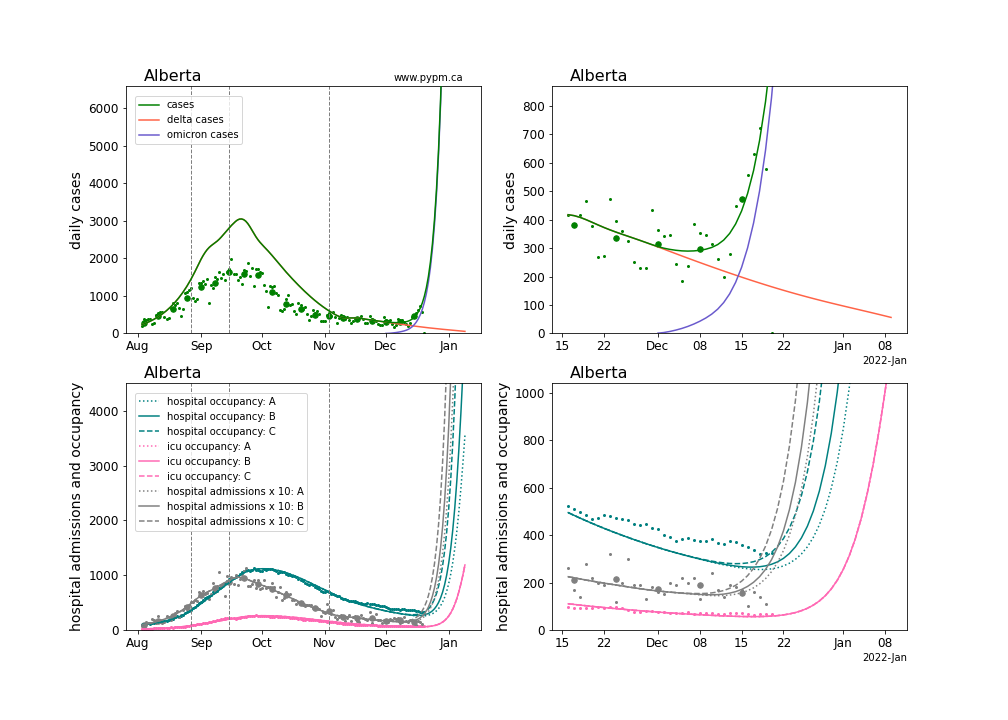 Alberta
www.pypm.ca
daily cases
6000
5000
4000
3000
2000
1000
0
cases
delta cases
omicron cases
Aug Sep Oct Nov Dec Jan
Alberta
daily cases
800
700
600
500
400
300
200
100
0
15 22 Dec 08 15 22 Jan 08
2022-Jan
Alberta
hospital admissions and occupancy
4000
3000
2000
1000
0
hospital occupancy: A
hospital occupancy: B
hospital occupancy: C
icu occupancy: A
icu occupancy: B
icu occupancy: C
hospital admissions x 10: A
hospital admissions x 10: B
hospital admissions x 10: C
Aug Sep Oct Nov Dec Jan
Alberta
hospital admissions and occupancy
1000
800
600
400
200
0
15 22 Dec 08 15 22 Jan 08
2022-Jan